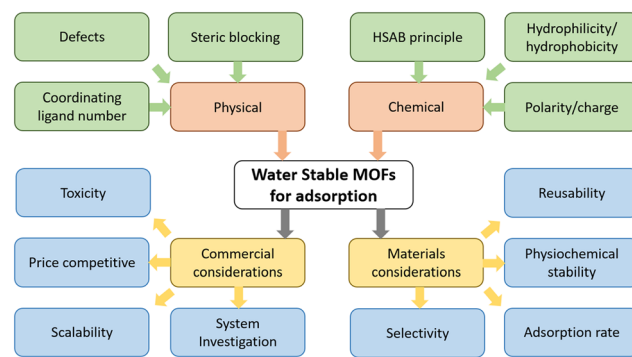 Defects
Steric blocking
HSAB principle
Hydrophilicity/
hydrophobicity
Coordinating
ligand number
Physical
Chemical
Polarity/charge
Water Stable MOFs
for adsorption
Toxicity
Reusability
Price competitive
Commercial
considerations
Materials
considerations
Physiochemical
stability
Scalability
System
Investigation
Selectivity
Adsorption rate